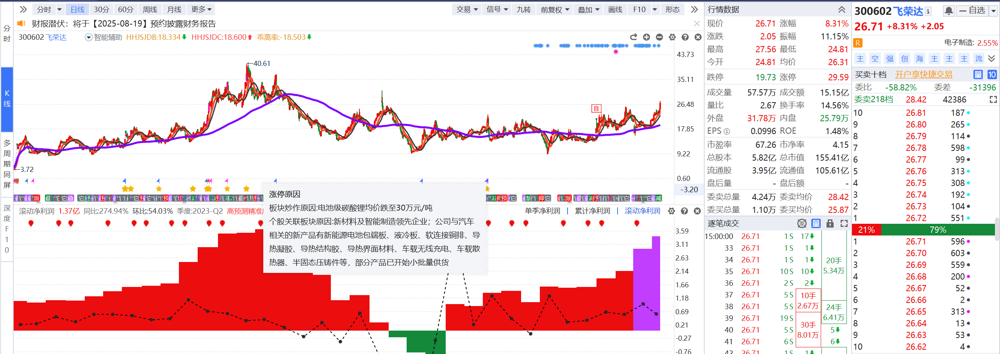 分时 日线 30分 60分 周线 月线 更多 交易 信号 九转 前复权 叠加 画线 F10 形态
财报潜伏：将于【2025-08-19】预约披露财务报告
300602 飞荣达 智能辅助 HHJSJDB:18.334 HHJSJDC:18.600 乖离率:-18.503
分时
K线
多周期同屏
深度F10
43.73
40.61
35.11
26.48
17.85
9.22
3.72
0.60
-3.20
自
涨停原因
板块炒作原因:电池级碳酸锂均价跌至30万元/吨
个股关联板块原因:新材料及智能制造领先企业；公司与汽车
相关的新产品有新能源电池包端板、液冷板、软连接铜排、导
热凝胶、导热结构胶、导热界面材料、车载无线充电、车载散
热器、半固态压铸件等，部分产品已开始小批量供货
滚动净利润 1.37亿 同比:274.94% 环比:54.03% 季度:2023-Q2 高预测精准
单季净利润 累计净利润 滚动净利润
3.59
3.11
2.63
2.14
1.66
1.18
0.69
0.21
-0.27
-0.76
行情数据
现价 26.71 涨幅 8.31%
涨跌 2.05 振幅 11.15%
最高 27.56 最低 24.81
今开 24.81 均价 26.31
跌停 19.73 涨停 29.59
成交量 57.57万 成交额 15.15亿
量比 2.67 换手率 14.56%
外盘 31.78万 内盘 25.79万
EPS ① 0.0996 ROE 1.48%
市盈率 67.26 市净率 4.15
总股本 5.82亿 总市值 155.41亿
流通股 3.95亿 流通值 105.61亿
盘后量 - 盘后额 -
委卖总量 4.24万 委卖均价 28.42
委买总量 1.10万 委买均价 25.87
逐笔成交 单 量
15:00:00 26.71 1 S 17
33 26.71 1 S 1
34 26.71 1 S 1
35 26.71 10 S 10
36 26.71 2 S 2
37 26.71 5 S
38 26.71 5 S
39 26.71 19 S
40 26.71 5 S
41 26.71 6 S
42 26.71 1 S 1
10手
2.67万
30手
8.01万
20手
5.34万
24手
6.41万
5
6
300602 飞荣达 自选
26.71 +8.31% +2.05
R 电子制造: 2.55%
主 空 强 创 海 主 主 主 流
买卖十档 开户享快捷交易 量 10
委比 -58.82% 委差 -31396
委卖218档 28.42 42386
10 26.81 187
9 26.80 265
8 26.79 114
7 26.78 598
6 26.77 99
5 26.76 313
4 26.75 308
3 26.74 192
2 26.73 104
1 26.72 551
21% 79%
1 26.71 596
2 26.70 603
3 26.69 559
4 26.68 200
5 26.67 52
6 26.66 2
7 26.65 313
8 26.64 13
9 26.63 53
10 26.62 4